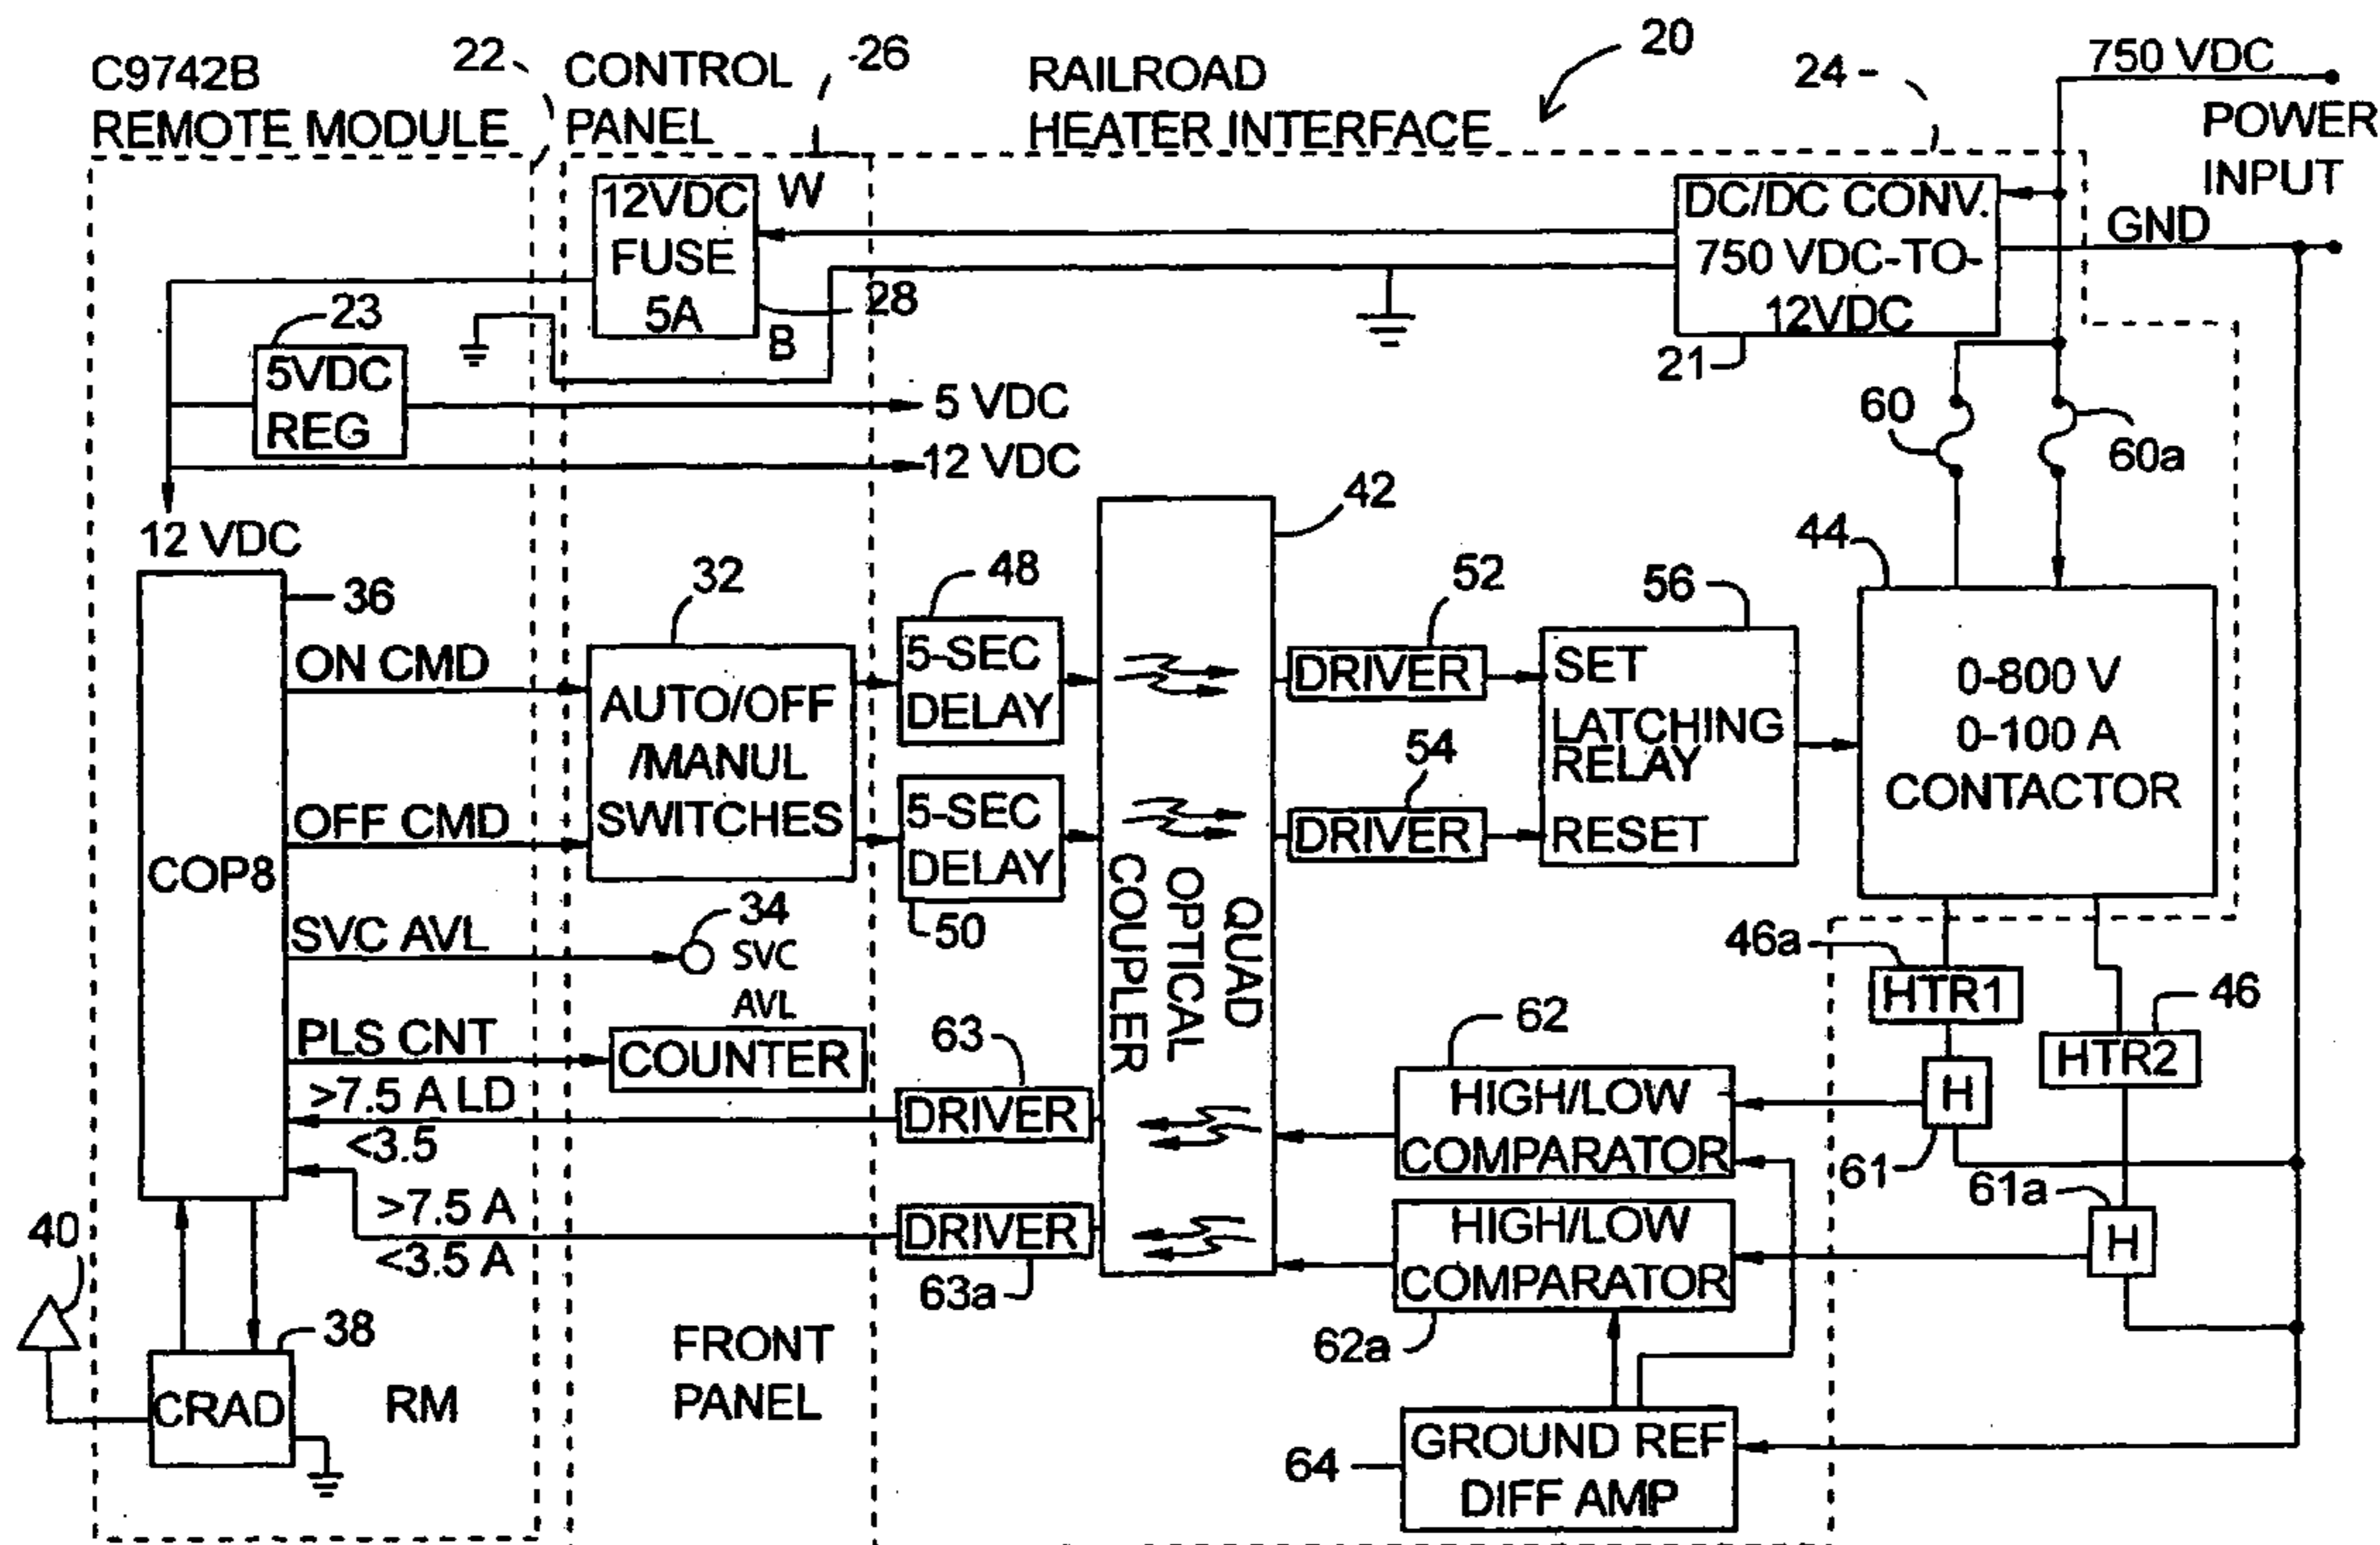 C9742B
REMOTE MODULE
22
CONTROL
PANEL
26
RAILROAD
HEATER INTERFACE
20
24
750 VDC
POWER
INPUT
GND
12VDC
FUSE
5A
W
B
28
DC/DC CONV.
750 VDC-TO-
12VDC
21
23
5VDC
REG
5 VDC
12 VDC
12 VDC
60
60a
42
44
36
32
48
52
56
ON CMD
AUTO/OFF
/MANUL
SWITCHES
5-SEC
DELAY
DRIVER
SET
LATCHING
RELAY
RESET
0-800 V
0-100 A
CONTACTOR
54
OFF CMD
5-SEC
DELAY
50
DRIVER
COP8
QUAD
OPTICAL
COUPLER
SVC AVL
34
SVC
AVL
46a
HTR1
46
HTR2
PLS CNT
COUNTER
63
62
HIGH/LOW
COMPARATOR
H
61
>7.5 A LD
<3.5
DRIVER
61a
H
>7.5 A
<3.5 A
DRIVER
63a
HIGH/LOW
COMPARATOR
62a
40
38
CRAD
RM
FRONT
PANEL
64
GROUND REF
DIFF AMP